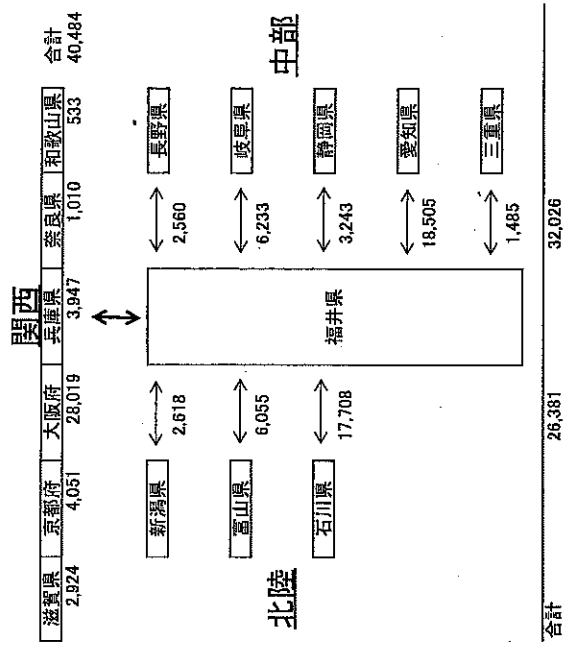 関西
滋賀県 京都府 大阪府 兵庫県 奈良県 和歌山県 合計
2,924 4,051 28,019 3,947 1,010 533 40,484
北陸
中部
新潟県 2,618 福井県 2,560 長野県
富山県 6,055 6,233 岐阜県
石川県 17,708 3,243 静岡県
18,505 愛知県
1,485 三重県
合計 26,381 32,026